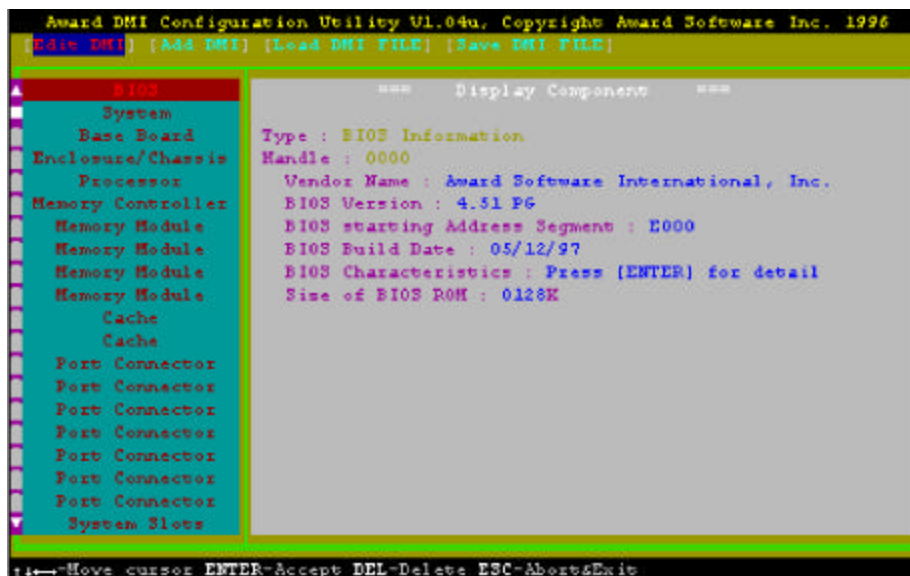 Award DMI Configuration Utility V1.04u, Copyright Award Software Inc. 1996
[Edit DMI] [Add DMI] [Load DMI FILE] [Save DMI FILE]
BIOS
System
Base Board
Enclosure/Chassis
Processor
Memory Controller
Memory Module
Memory Module
Memory Module
Memory Module
Cache
Cache
Port Connector
Port Connector
Port Connector
Port Connector
Port Connector
Port Connector
Port Connector
System Slots
=== Display Component ===
Type : BIOS Information
Handle : 0000
Vendor Name : Award Software International, Inc.
BIOS Version : 4.51 PG
BIOS starting Address Segment : E000
BIOS Build Date : 05/12/97
BIOS Characteristics : Press [ENTER] for detail
Size of BIOS ROM : 0128K
↑↓←→-Move cursor ENTER-Accept DEL-Delete ESC-Abort&Exit